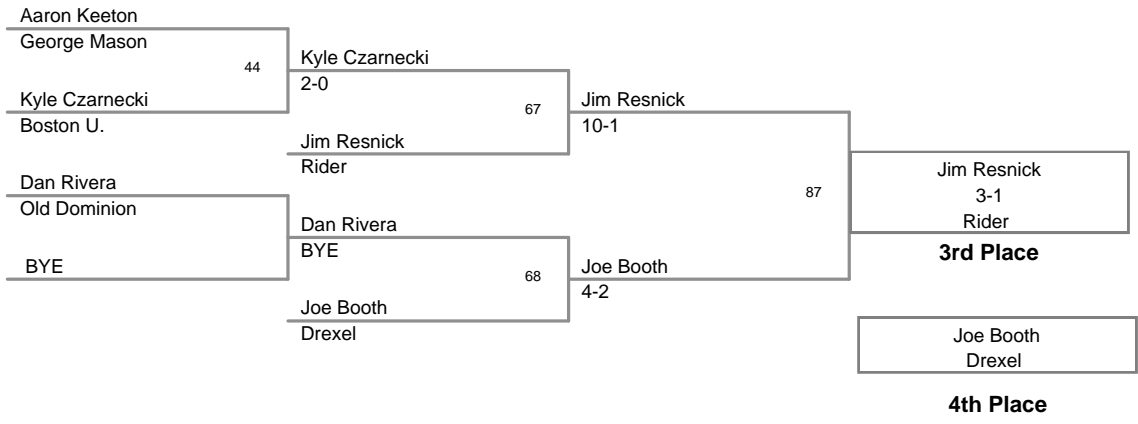 Aaron Keeton
George Mason
44
Kyle Czarnecki
2-0
Kyle Czarnecki
Boston U.
67
Jim Resnick
10-1
Jim Resnick
Rider
Dan Rivera
Old Dominion
87
Jim Resnick
3-1
Rider
3rd Place
Dan Rivera
BYE
BYE
68
Joe Booth
4-2
Joe Booth
Drexel
Joe Booth
Drexel
4th Place